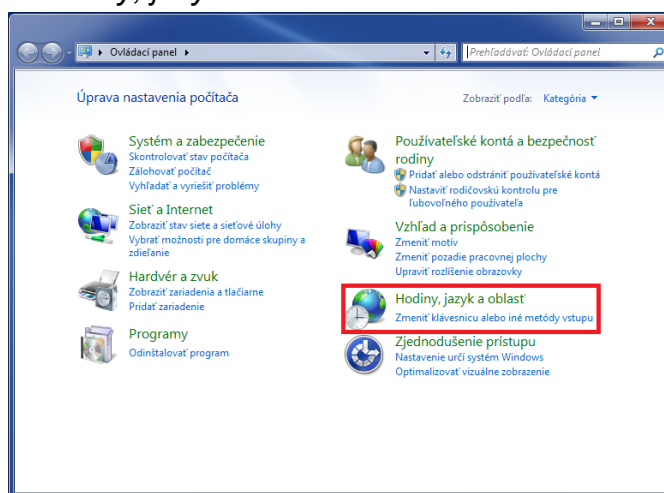 Ovládací panel
Prehľadávať: Ovládací panel
Úprava nastavenia počítača
Zobraziť podľa: Kategória
Systém a zabezpečenie
Skontrolovať stav počítača
Zálohovať počítač
Vyhľadať a vyriešiť problémy
Sieť a Internet
Zobraziť stav siete a sieťové úlohy
Vybrať možnosti pre domáce skupiny a
zdieľanie
Hardvér a zvuk
Zobraziť zariadenia a tlačiarne
Pridať zariadenie
Programy
Odinštalovať program
Používateľské kontá a bezpečnosť
rodiny
Pridať alebo odstrániť používateľské kontá
Nastaviť rodičovskú kontrolu pre
ľubovoľného používateľa
Vzhľad a prispôsobenie
Zmeniť motív
Zmeniť pozadie pracovnej plochy
Upraviť rozlíšenie obrazovky
Hodiny, jazyk a oblasť
Zmeniť klávesnicu alebo iné metódy vstupu
Zjednodušenie prístupu
Nastavenie určí systém Windows
Optimalizovať vizuálne zobrazenie